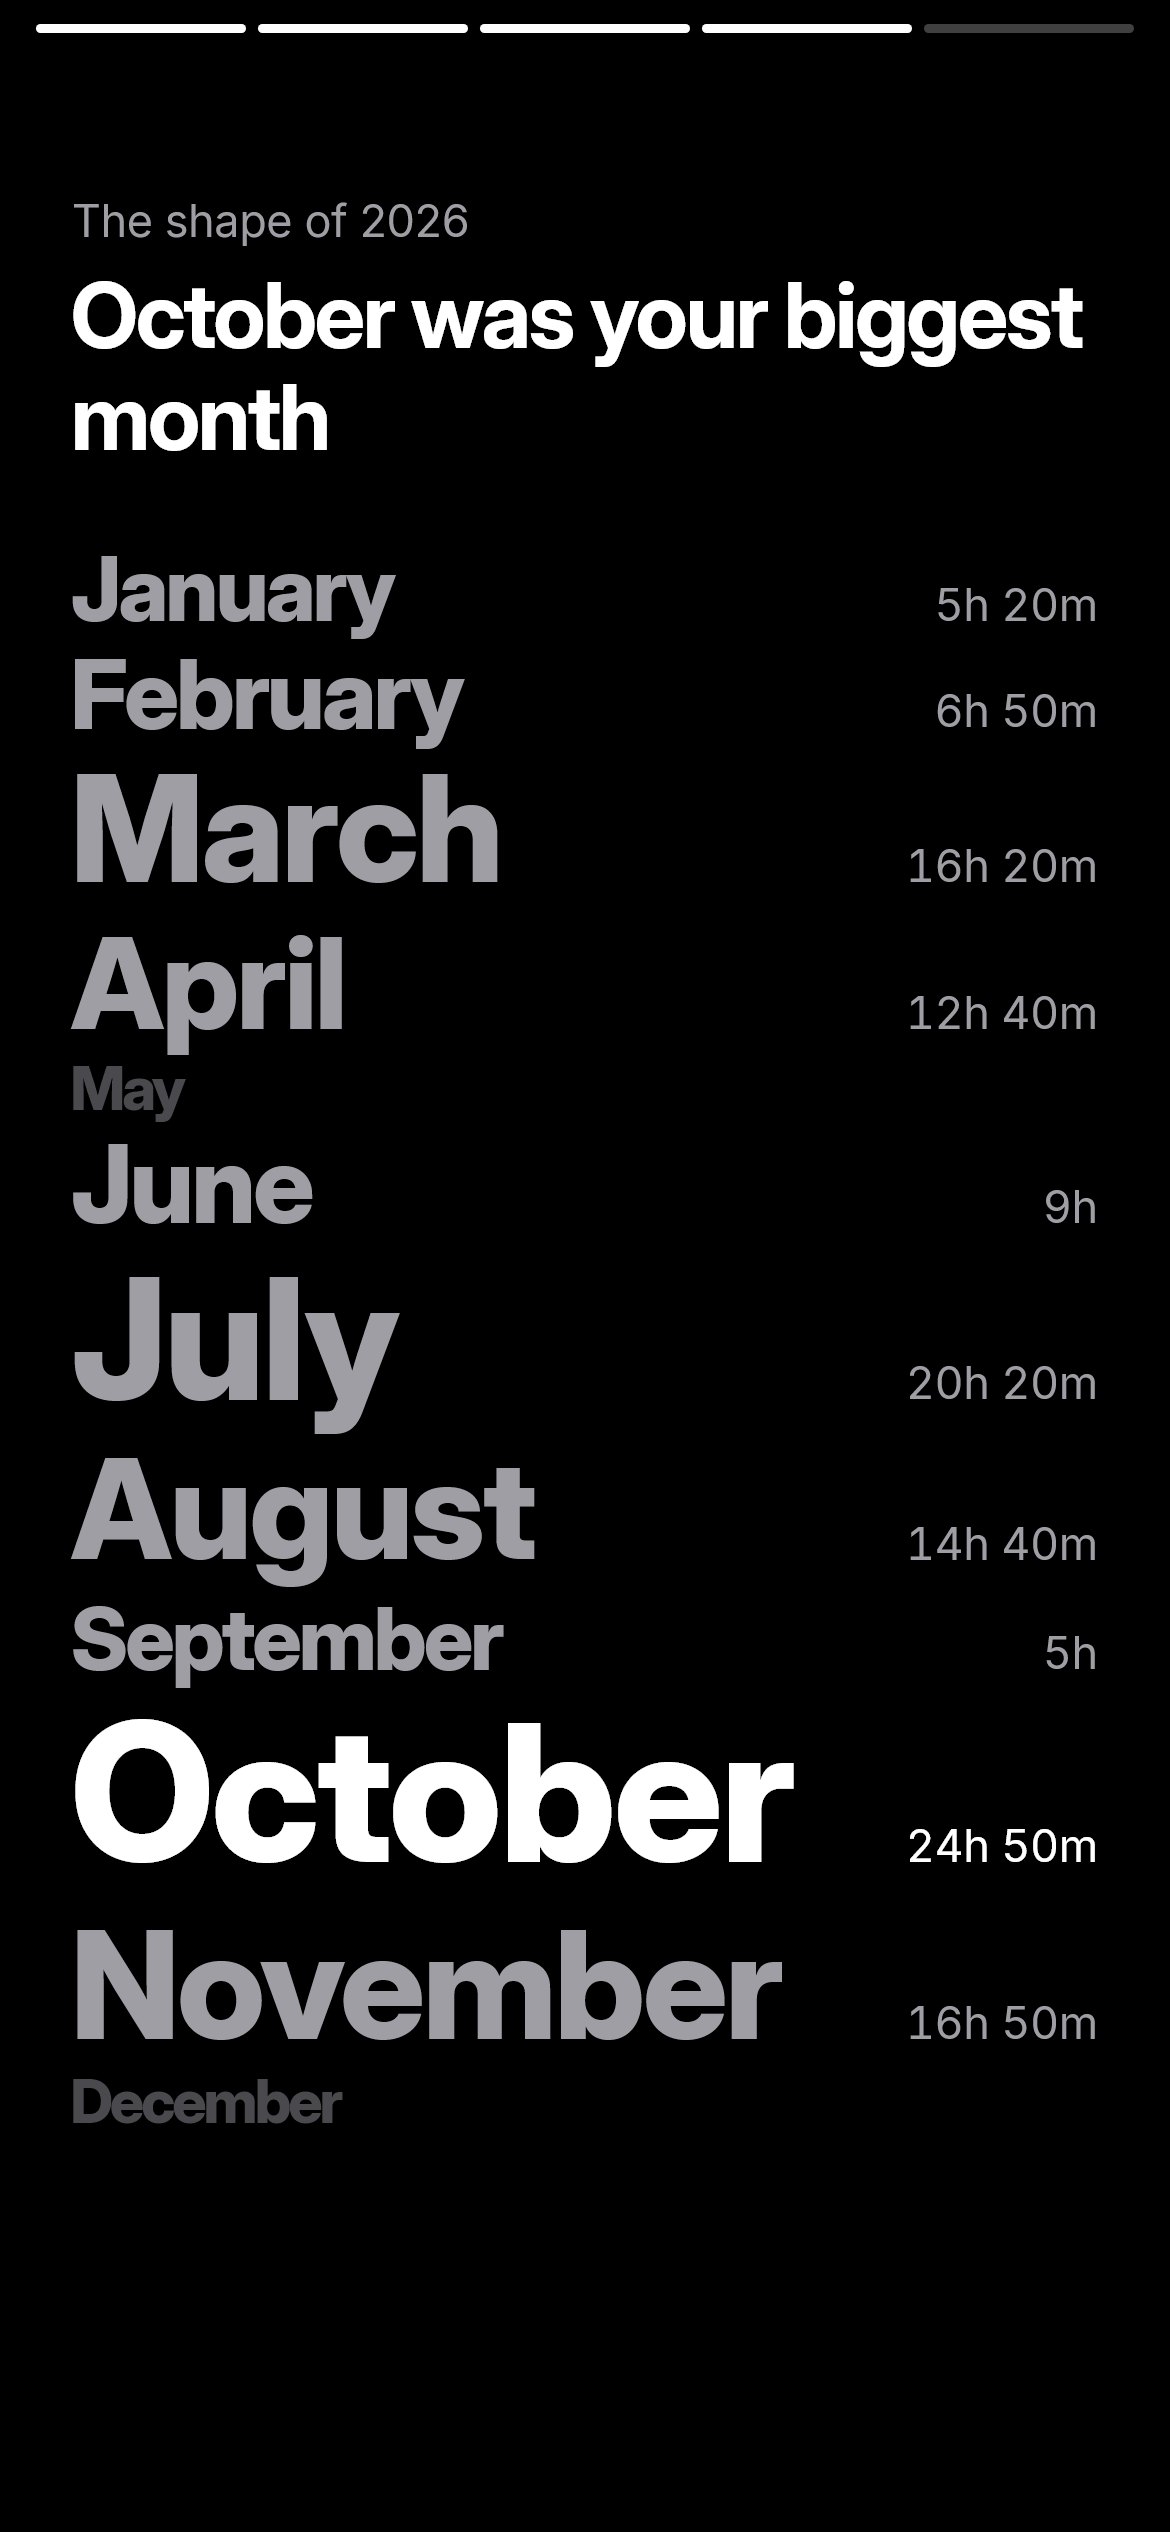 The shape of 2026
October was your biggest
month
January 5h 20m
February 6h 50m
March 16h 20m
April 12h 40m
May
June 9h
July 20h 20m
August 14h 40m
September 5h
October 24h 50m
November 16h 50m
December